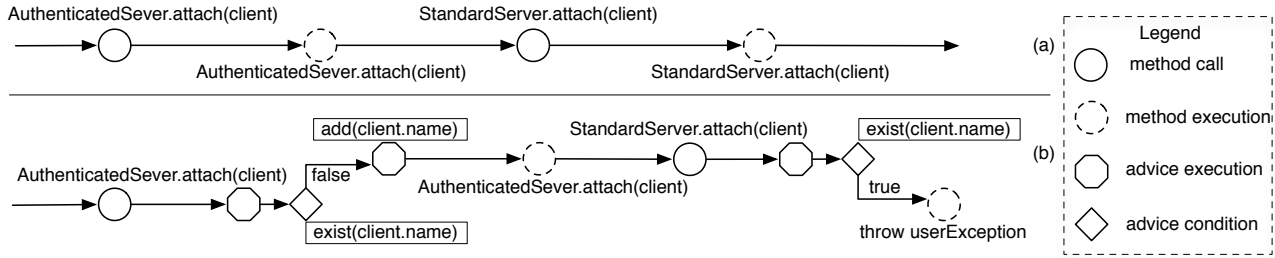 AuthenticatedSever.attach(client)
StandardServer.attach(client)
AuthenticatedSever.attach(client)
StandardServer.attach(client)
(a)
add(client.name)
StandardServer.attach(client)
exist(client.name)
AuthenticatedSever.attach(client)
false
AuthenticatedSever.attach(client)
(b)
true
exist(client.name)
throw userException
Legend
method call
method execution
advice execution
advice condition